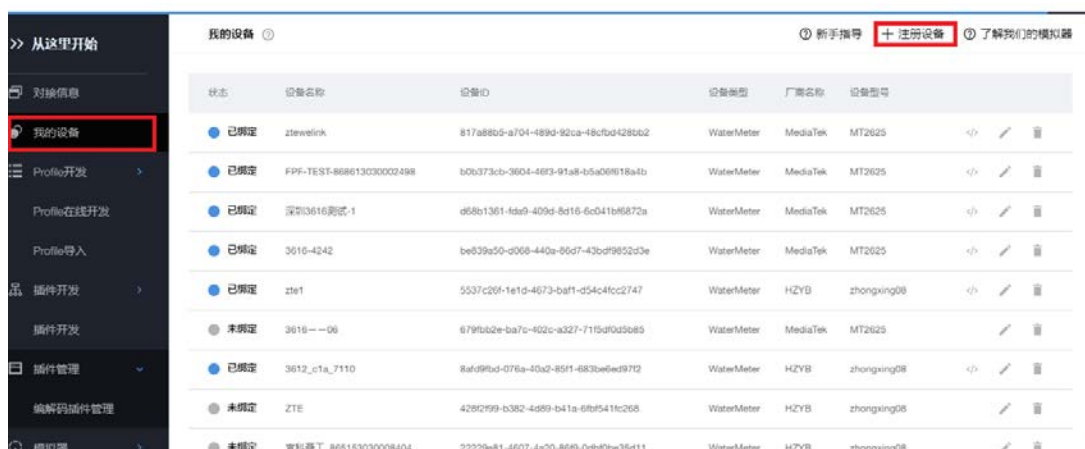 >> 从这里开始
对接信息
我的设备
Profile开发
Profile在线开发
Profile导入
插件开发
插件开发
插件管理
编解码插件管理
模拟器
我的设备
新手指导 + 注册设备 了解我们的模拟器
状态 设备名称 设备ID 设备类型 厂商名称 设备型号
已绑定 ztewelink 817a88b5-a704-489d-92ca-48cfbd428bb2 WaterMeter MediaTek MT2625
已绑定 FPF-TEST-868613030002498 b0b373cb-3604-46f3-91a8-b5a06f618a4b WaterMeter MediaTek MT2625
已绑定 深圳3616测试-1 d68b1361-fda9-409d-8d16-6c041bf6872a WaterMeter MediaTek MT2625
已绑定 3616-4242 be839a50-d068-440a-86d7-43bdf9852d3e WaterMeter MediaTek MT2625
已绑定 zte1 5537c26f-1e1d-4673-baf1-d54c4fcc2747 WaterMeter HZYB zhongxing08
未绑定 3616——06 679fbb2e-ba7c-402c-a327-71f5df0d5b85 WaterMeter MediaTek MT2625
已绑定 3612_c1a_7110 8afd9fbd-076a-40a2-85f1-683be6ed97f2 WaterMeter HZYB zhongxing08
未绑定 ZTE 428f2f99-b382-4d89-b41a-6fbf541fc268 WaterMeter HZYB zhongxing08
未绑定 WaterMeter HZYB zhongxing08